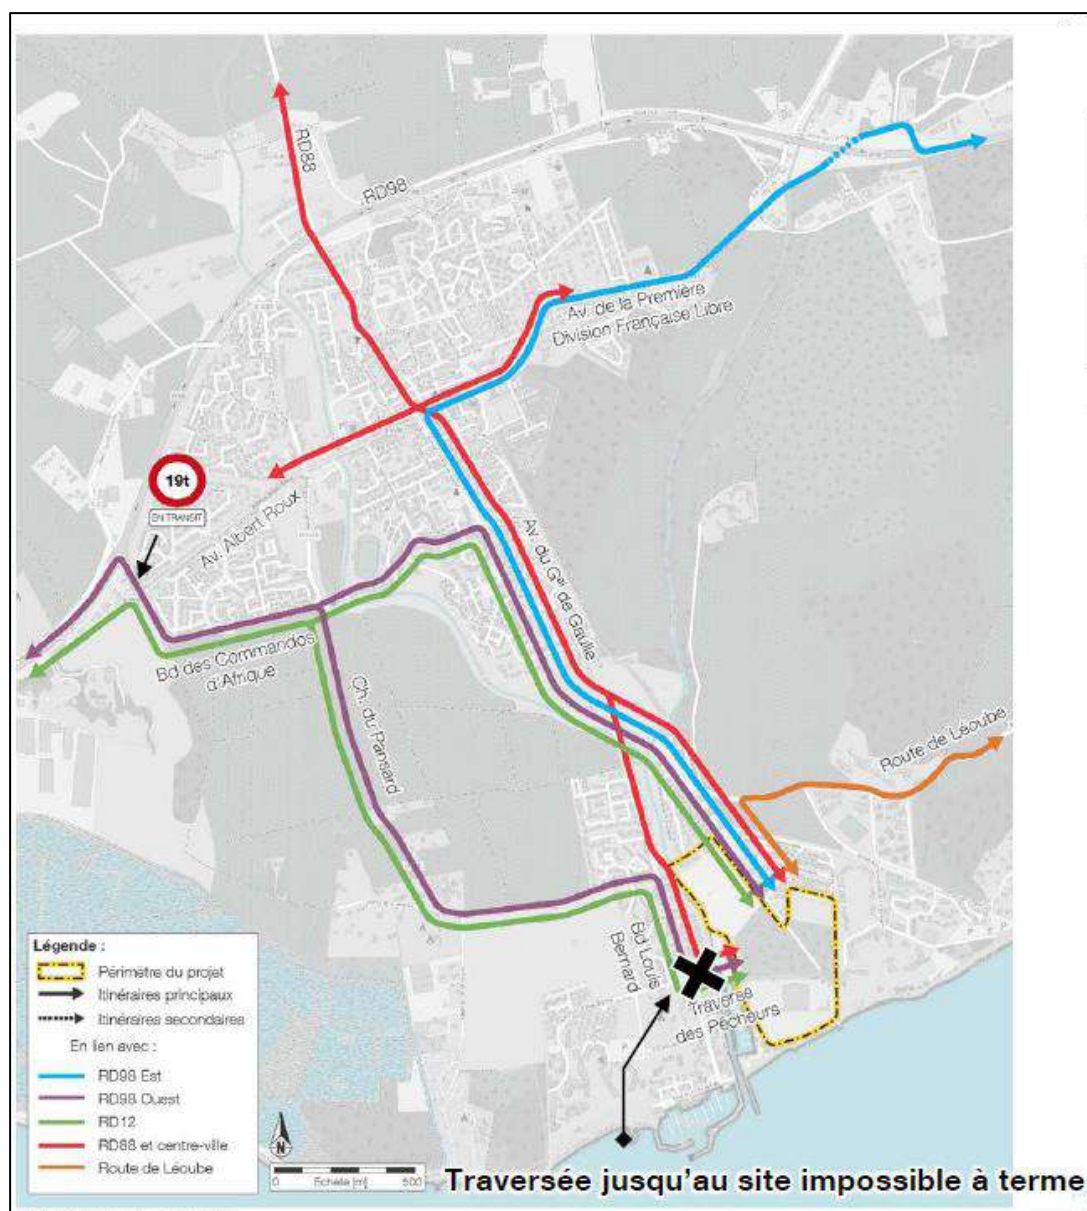 RD88
RD98
Av. de la Première
Division Française Libre
19t
EN TRANSIT
Av. Albert Roux
Av. du Gal de Gaulle
Bd des Commandos
d'Afrique
Ch. du Pansard
Route de Léoube
Bd Louis
Bernard
Traverse
des Pêcheurs
Légende :
Périmètre du projet
Itinéraires principaux
Itinéraires secondaires
En lien avec :
RD98 Est
RD98 Ouest
RD12
RD88 et centre-ville
Route de Léoube
N
0 Echelle [m] 500
Traversée jusqu'au site impossible à terme